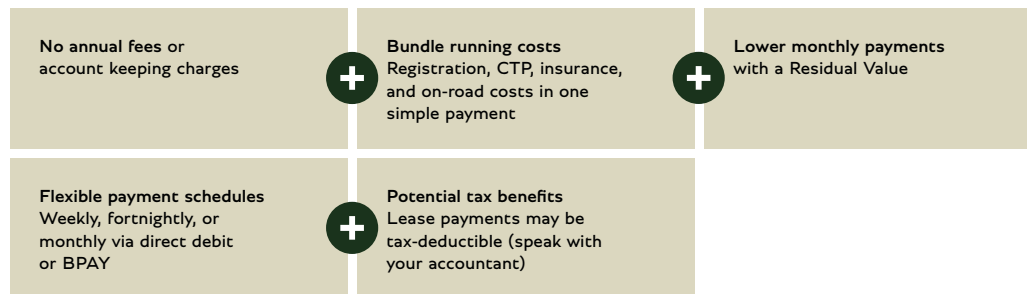 No annual fees or
account keeping charges
Bundle running costs
Registration, CTP, insurance,
and on-road costs in one
simple payment
Lower monthly payments
with a Residual Value
Flexible payment schedules
Weekly, fortnightly, or
monthly via direct debit
or BPAY
Potential tax benefits
Lease payments may be
tax-deductible (speak with
your accountant)